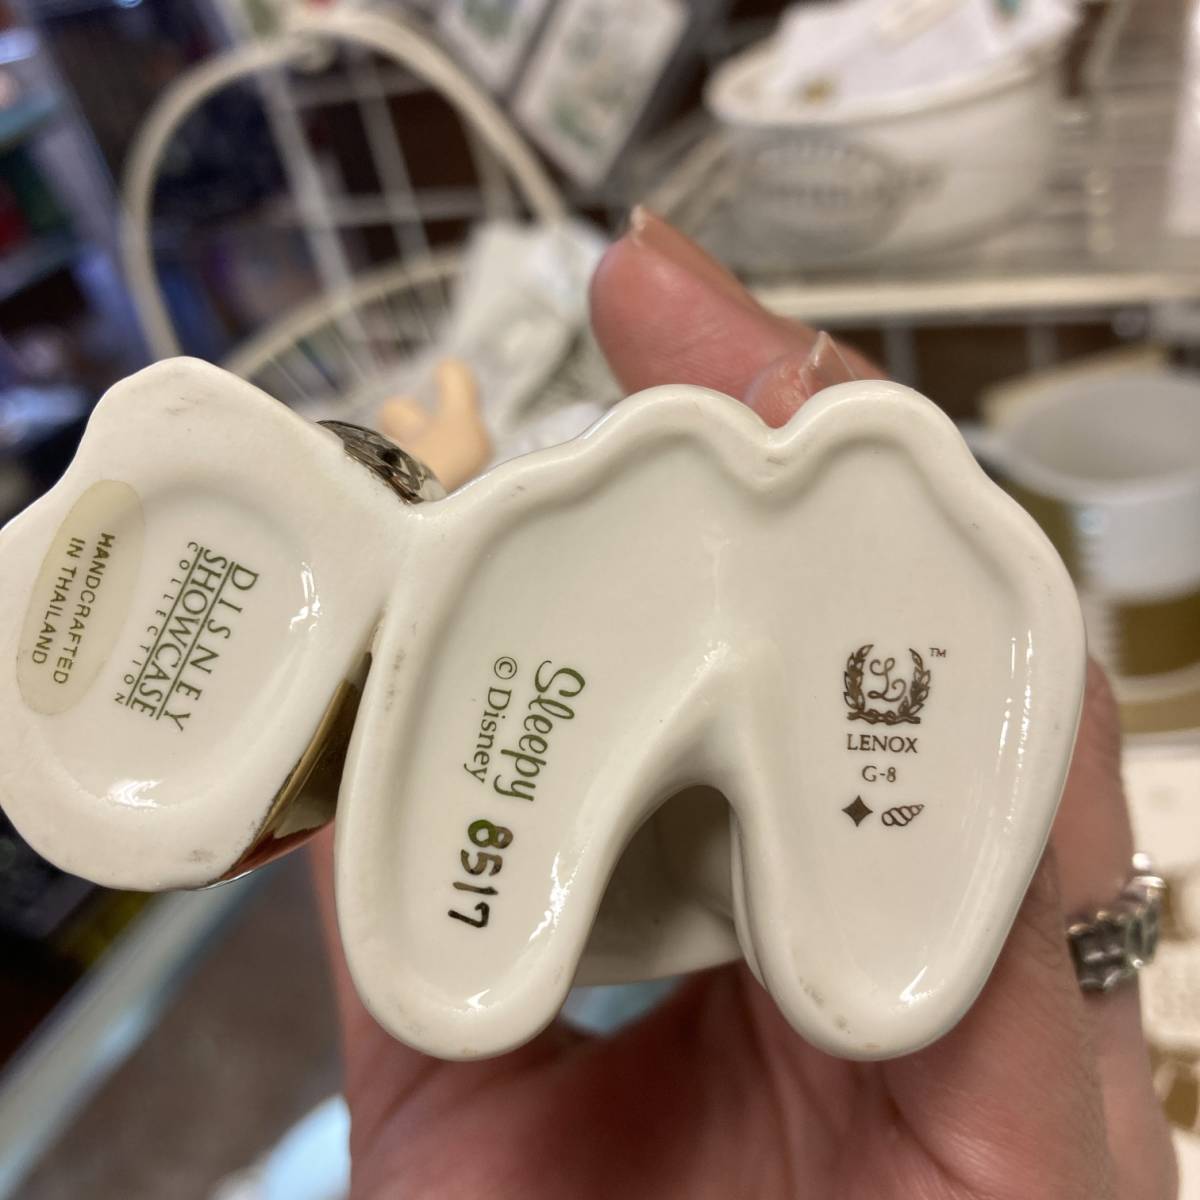 HANDCRAFTED
IN THAILAND
DISNEY
SHOWCASE
COLLECTION
Sleepy
© Disney
8517
L ™
LENOX
G-8